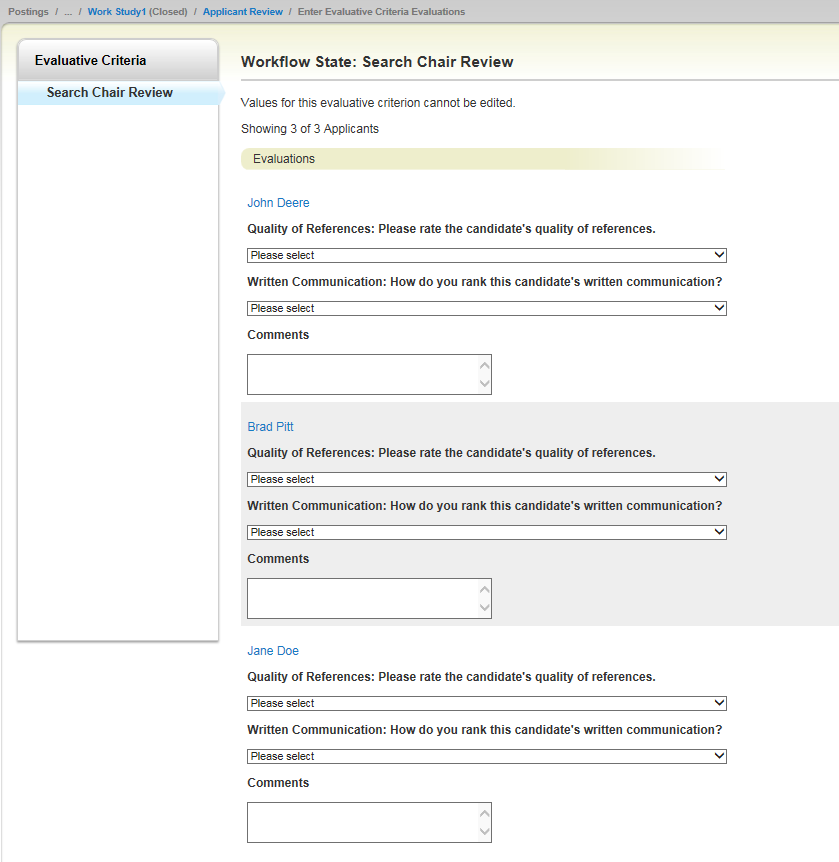 Postings / ... / Work Study1 (Closed) / Applicant Review / Enter Evaluative Criteria Evaluations
Evaluative Criteria
Search Chair Review
Workflow State: Search Chair Review
Values for this evaluative criterion cannot be edited.
Showing 3 of 3 Applicants
Evaluations
John Deere
Quality of References: Please rate the candidate's quality of references.
Please select
Written Communication: How do you rank this candidate's written communication?
Please select
Comments
Brad Pitt
Quality of References: Please rate the candidate's quality of references.
Please select
Written Communication: How do you rank this candidate's written communication?
Please select
Comments
Jane Doe
Quality of References: Please rate the candidate's quality of references.
Please select
Written Communication: How do you rank this candidate's written communication?
Please select
Comments